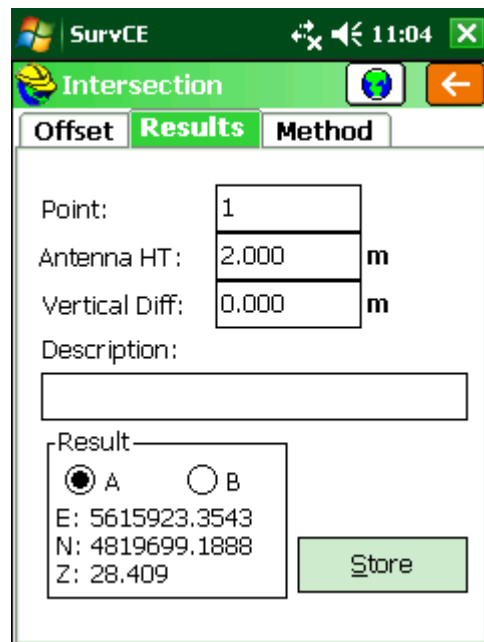 SurvCE 11:04
Intersection
Offset Results Method
Point: 1
Antenna HT: 2.000 m
Vertical Diff: 0.000 m
Description:
Result
A B
E: 5615923.3543
N: 4819699.1888
Z: 28.409
Store